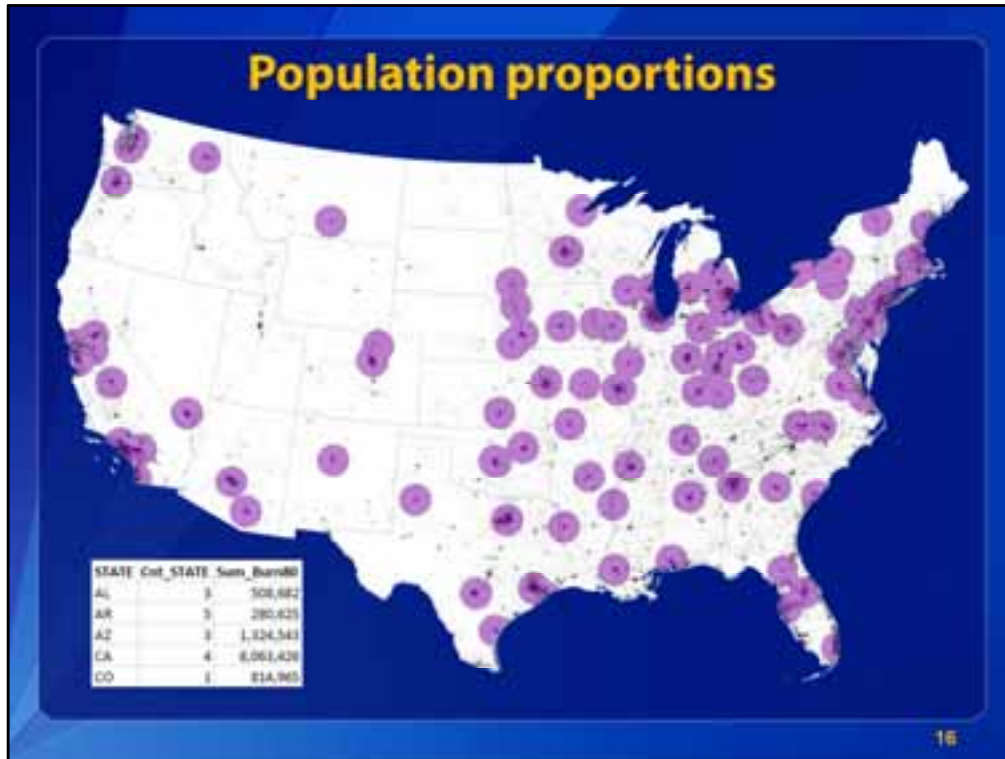 Population proportions
STATE Cnt_STATE Sum_Burn80
AL 3 508,682
AR 5 280,625
AZ 3 1,324,543
CA 4 8,063,428
CO 1 814,965
16